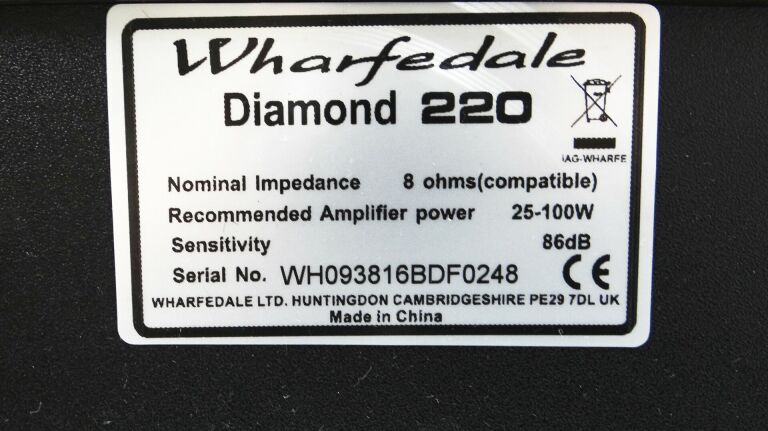 Wharfedale
Diamond 220
IAG-WHARFE
Nominal Impedance 8 ohms(compatible)
Recommended Amplifier power 25-100W
Sensitivity 86dB
Serial No. WH093816BDF0248 CE
WHARFEDALE LTD. HUNTINGDON CAMBRIDGESHIRE PE29 7DL UK
Made in China